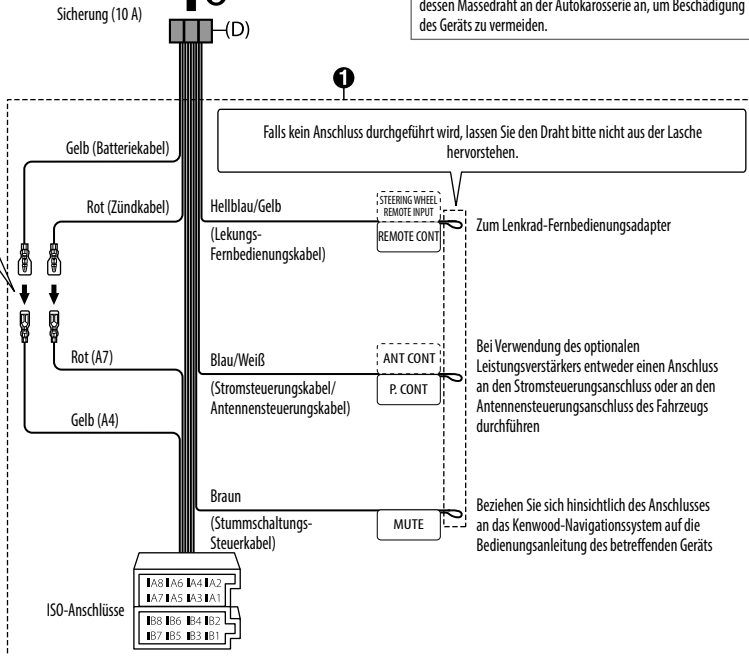 dessen Massedraht an der Autokarosserie an, um Beschädigung
des Geräts zu vermeiden.
Sicherung (10 A)
(D)
1
Falls kein Anschluss durchgeführt wird, lassen Sie den Draht bitte nicht aus der Lasche
hervorstehen.
Gelb (Batteriekabel)
Rot (Zündkabel)
Hellblau/Gelb
(Lekungs-
Fernbedienungskabel)
STEERING WHEEL
REMOTE INPUT
REMOTE CONT
Zum Lenkrad-Fernbedienungsadapter
Rot (A7)
Gelb (A4)
Blau/Weiß
(Stromsteuerungskabel/
Antennensteuerungskabel)
ANT CONT
P. CONT
Bei Verwendung des optionalen
Leistungsverstärkers entweder einen Anschluss
an den Stromsteuerungsanschluss oder an den
Antennensteuerungsanschluss des Fahrzeugs
durchführen
Braun
(Stummschaltungs-
Steuerkabel)
MUTE
Beziehen Sie sich hinsichtlich des Anschlusses
an das Kenwood-Navigationssystem auf die
Bedienungsanleitung des betreffenden Geräts
ISO-Anschlüsse
A8 A6 A4 A2
A7 A5 A3 A1
B8 B6 B4 B2
B7 B5 B3 B1